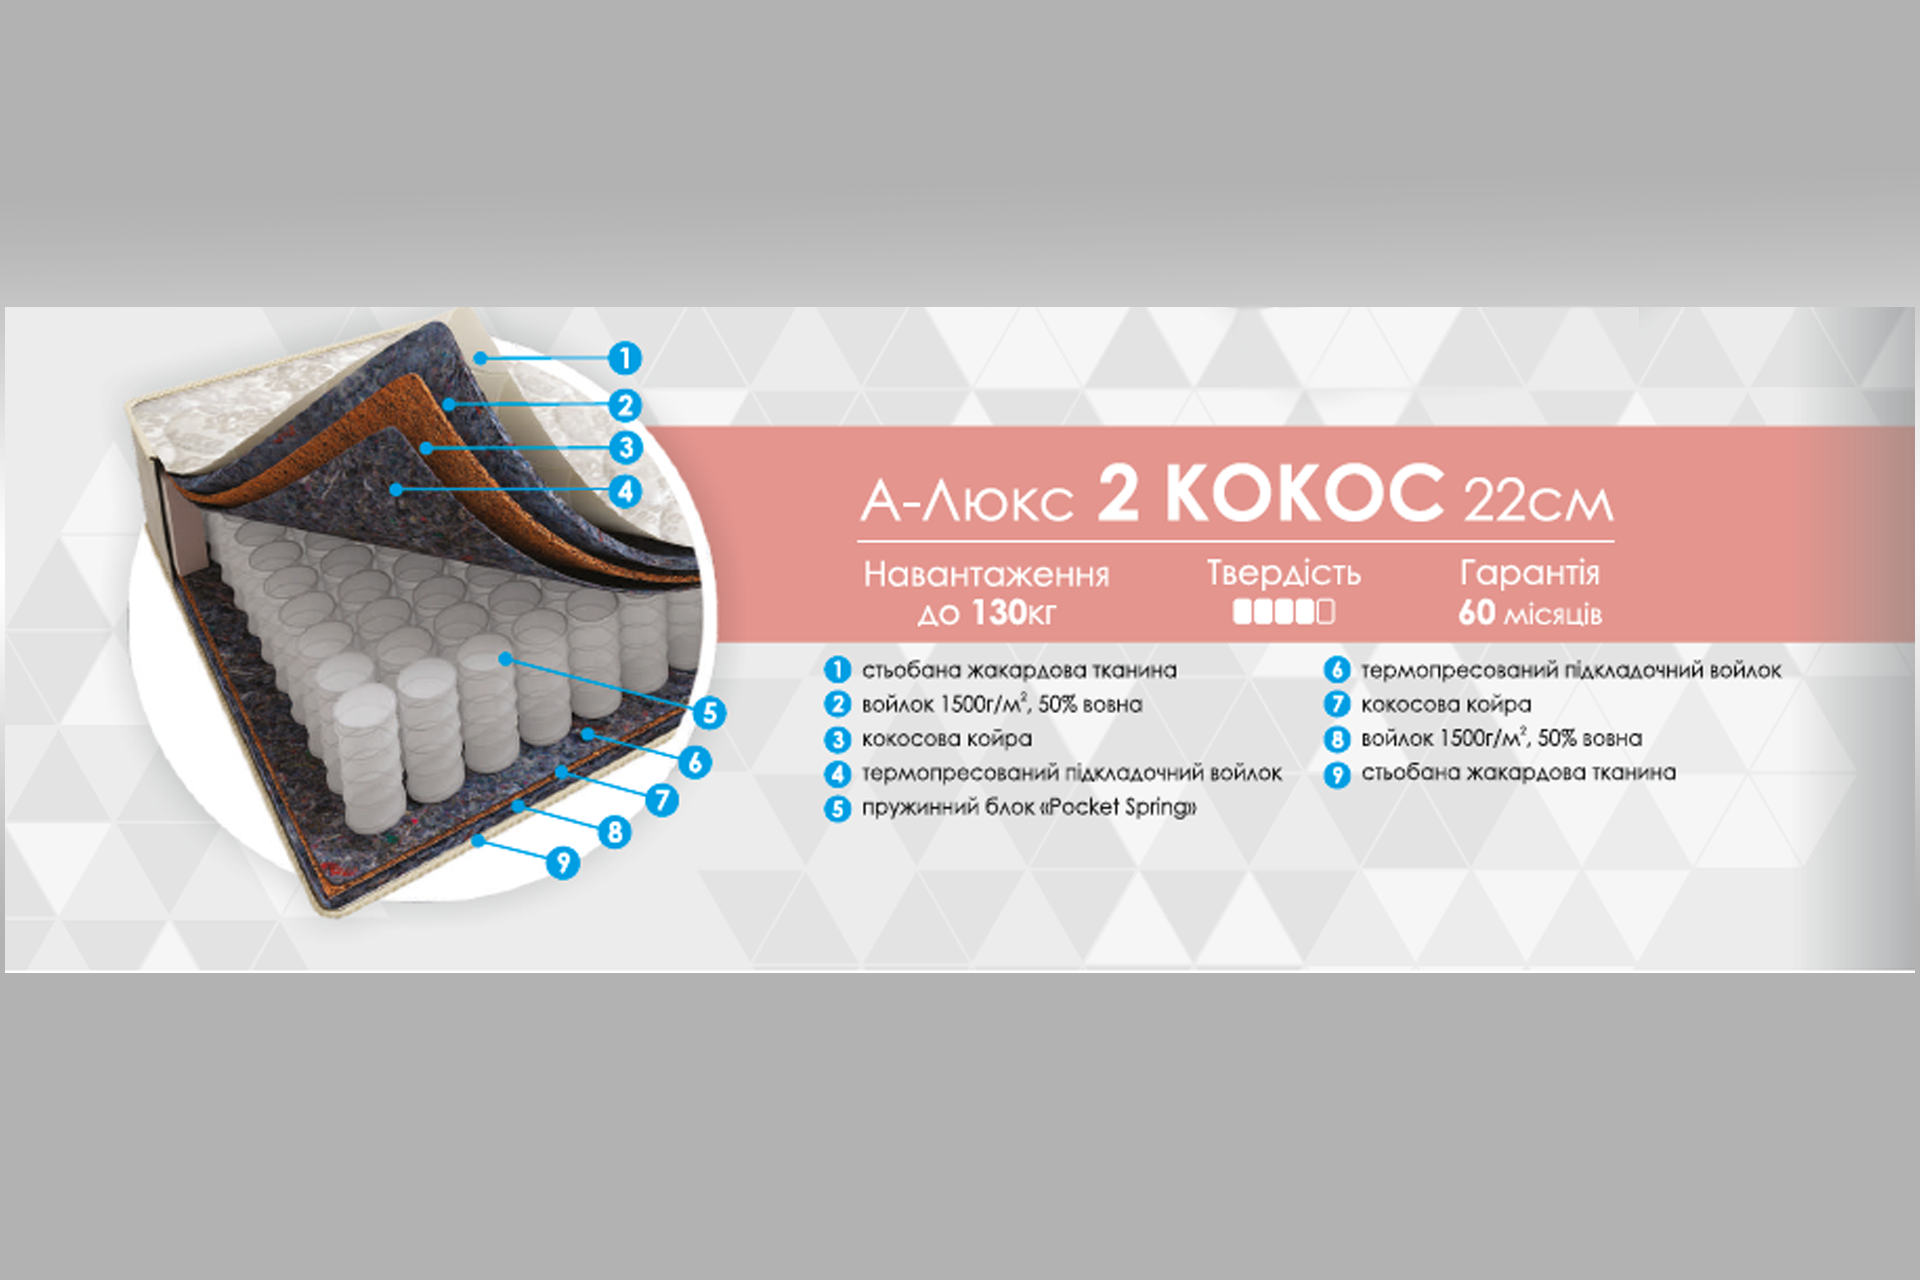 1
2
3
4
5
6
7
8
9
А-Люкс 2 КОКОС 22см
Навантаження
до 130кг
Твердість
Гарантія
60 місяців
1 стьобана жакардова тканина
2 войлок 1500г/м², 50% вовна
3 кокосова койра
4 термопресований підкладочний войлок
5 пружинний блок «Pocket Spring»
6 термопресований підкладочний войлок
7 кокосова койра
8 войлок 1500г/м², 50% вовна
9 стьобана жакардова тканина